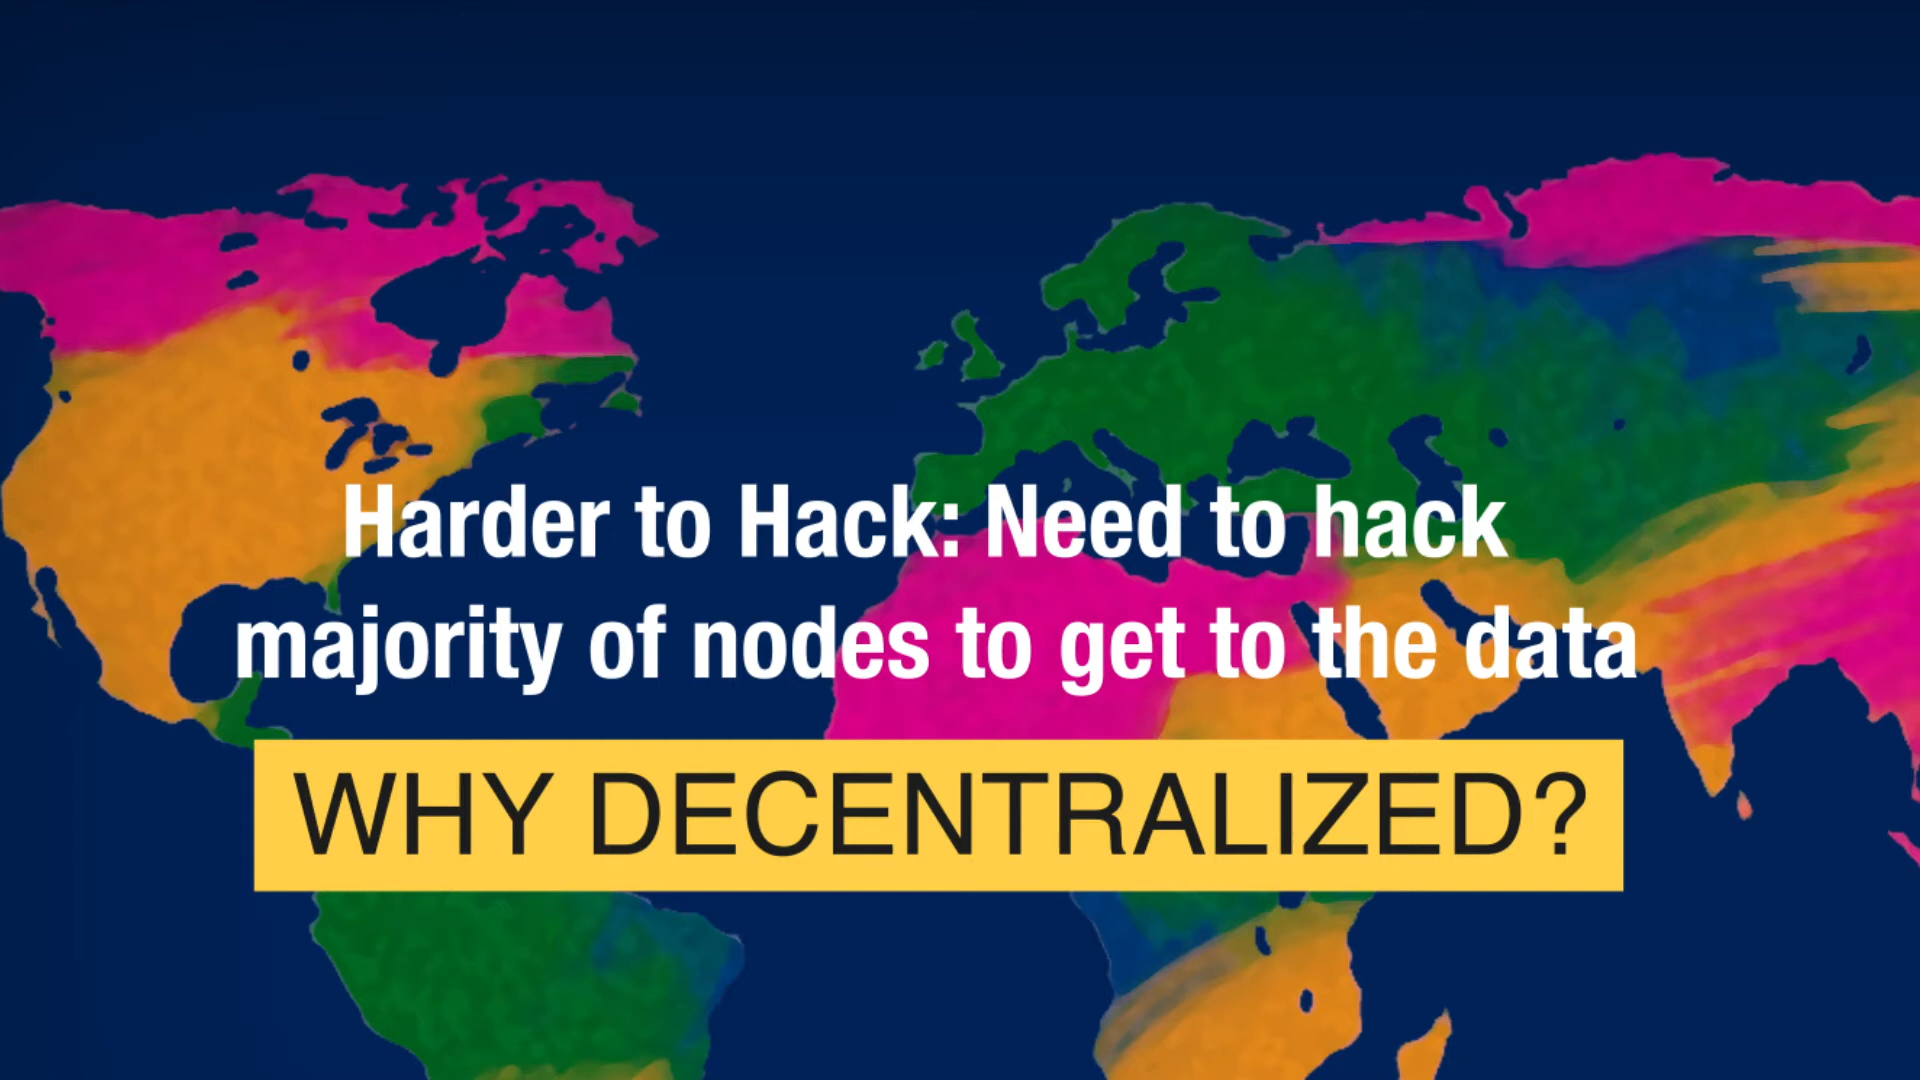 Harder to Hack: Need to hack
majority of nodes to get to the data
WHY DECENTRALIZED?